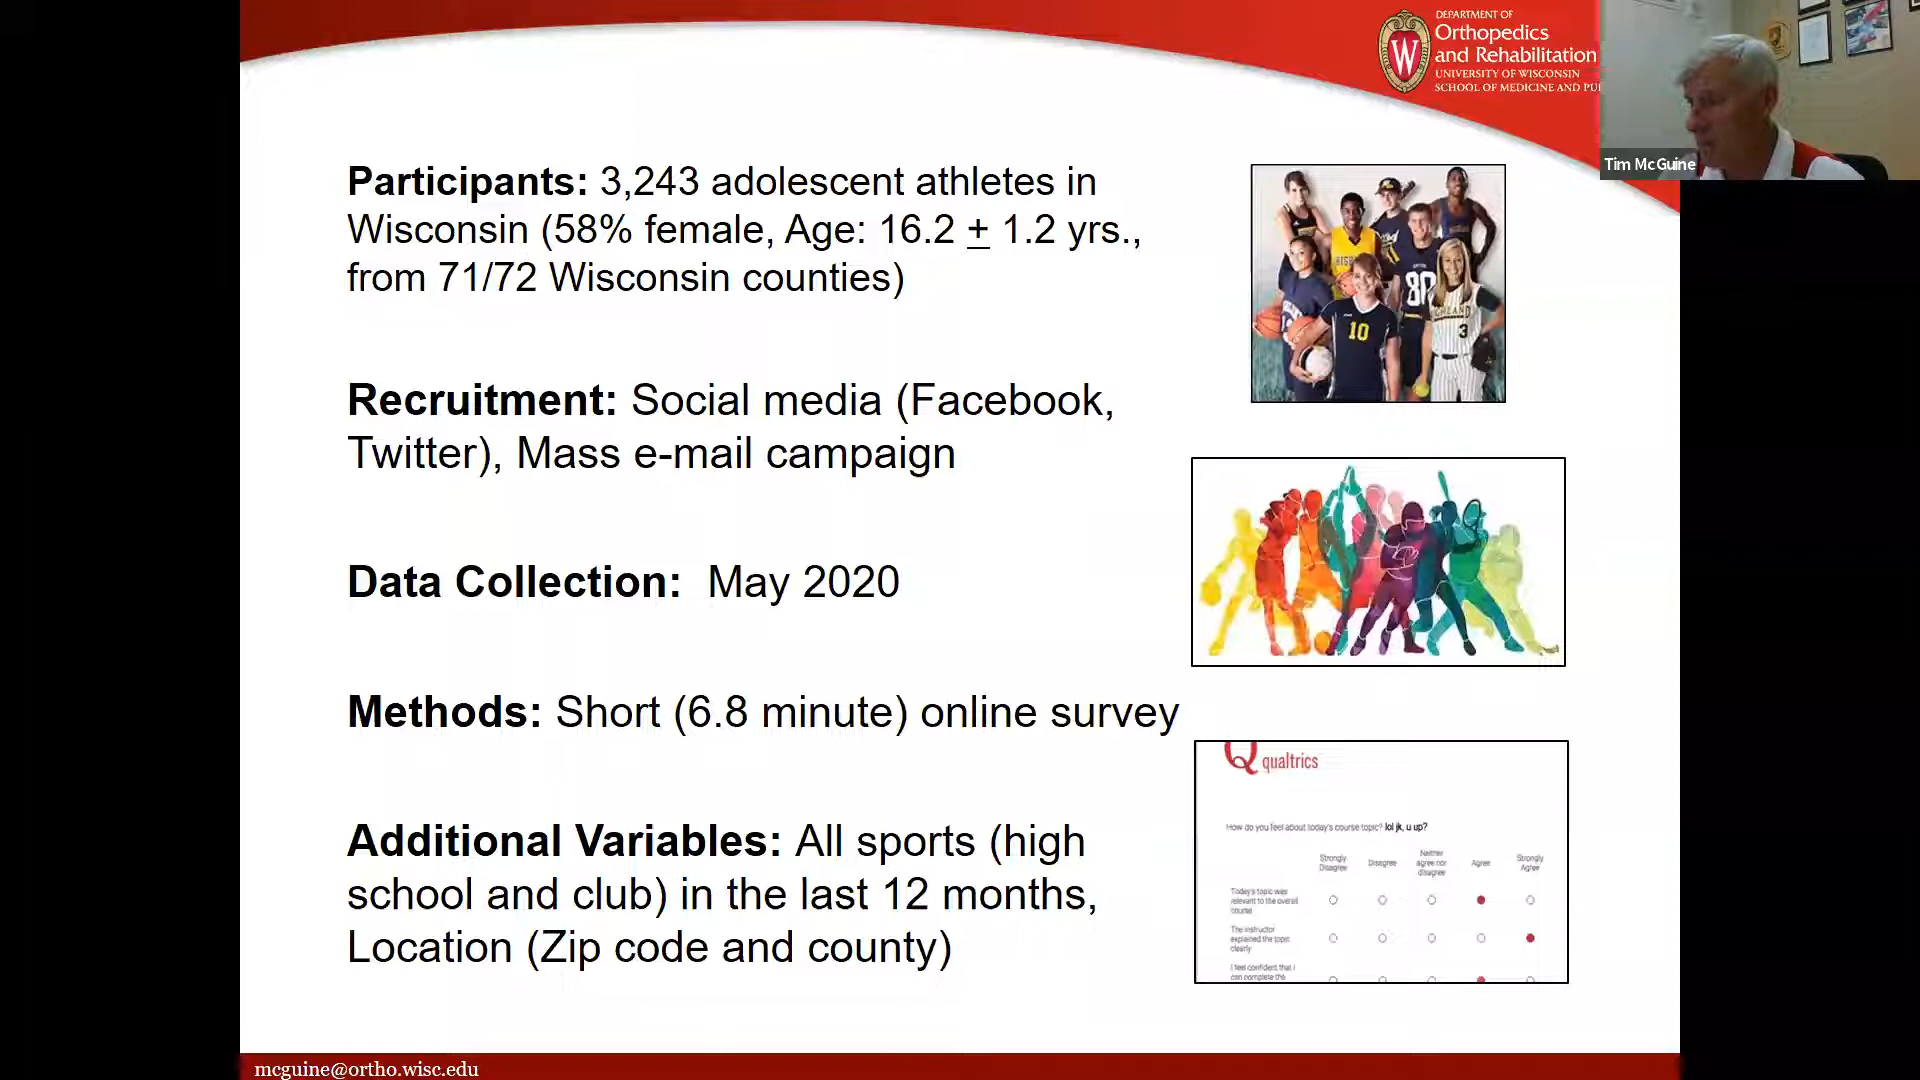 DEPARTMENT OF
Orthopedics
and Rehabilitation
UNIVERSITY OF WISCONSIN
SCHOOL OF MEDICINE AND PU
W
Tim McGuine
Participants: 3,243 adolescent athletes in
Wisconsin (58% female, Age: 16.2 ± 1.2 yrs.,
from 71/72 Wisconsin counties)
10
80
3
Recruitment: Social media (Facebook,
Twitter), Mass e-mail campaign
Data Collection: May 2020
Methods: Short (6.8 minute) online survey
qualtrics
How do you feel about today's course topic? lol jk, u up?
Strongly Disagree Disagree Neither agree nor disagree Agree Strongly Agree
Today's topic was
relevant to the overall
course
The instructor
explained the topic
clearly
I feel confident that I
can complete the
Additional Variables: All sports (high
school and club) in the last 12 months,
Location (Zip code and county)
mcguine@ortho.wisc.edu